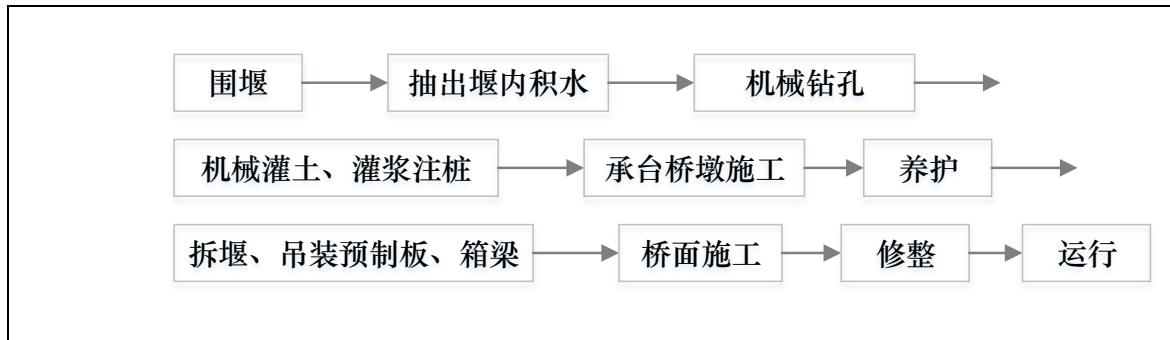 围堰 抽出堰内积水 机械钻孔
机械灌土、灌浆注桩 承台桥墩施工 养护
拆堰、吊装预制板、箱梁 桥面施工 修整 运行